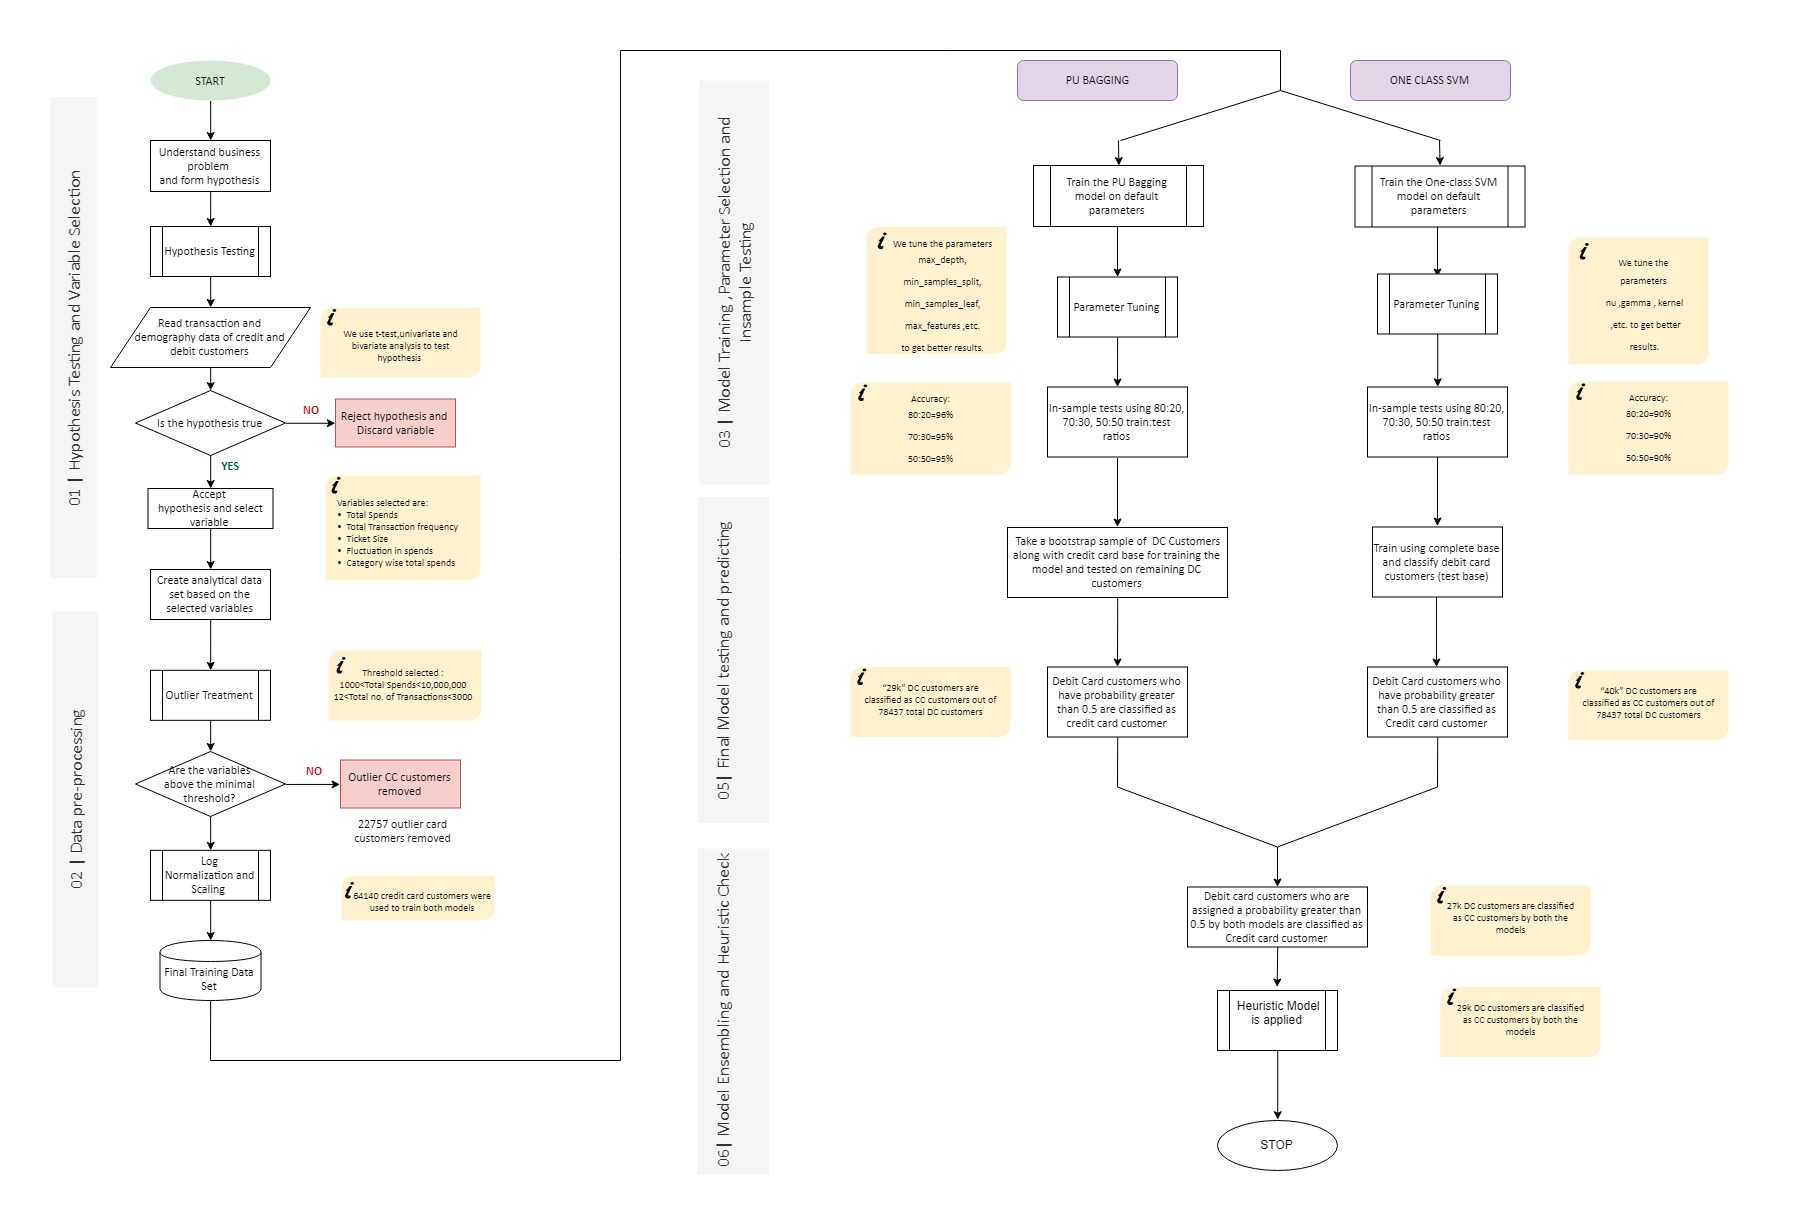 START
Understand business
problem
and form hypothesis
Hypothesis Testing
Read transaction and
demography data of credit and
debit customers
i
We use t-test,univariate and
bivariate analysis to test
hypothesis
Is the hypothesis true
NO
Reject hypothesis and
Discard variable
YES
Accept
hypothesis and select
variable
i
Variables selected are:
• Total Spends
• Total Transaction frequency
• Ticket Size
• Fluctuation in spends
• Category wise total spends
Create analytical data
set based on the
selected variables
01 | Hypothesis Testing and Variable Selection
Outlier Treatment
i
Threshold selected :
1000<Total Spends<10,000,000
12<Total no. of Transactions<3000
Are the variables
above the minimal
threshold?
NO
Outlier CC customers
removed
22757 outlier card
customers removed
Log
Normalization and
Scaling
i
64140 credit card customers were
used to train both models
Final Training Data
Set
02 | Data pre-processing
PU BAGGING
ONE CLASS SVM
03 | Model Training ,Parameter Selection and
Insample Testing
Train the PU Bagging
model on default
parameters
Train the One-class SVM
model on default
parameters
i
We tune the parameters
max_depth,
min_samples_split,
min_samples_leaf,
max_features ,etc.
to get better results.
Parameter Tuning
Parameter Tuning
i
We tune the
parameters
nu ,gamma , kernel
,etc. to get better
results.
i
Accuracy:
80:20=96%
70:30=95%
50:50=95%
In-sample tests using 80:20,
70:30, 50:50 train:test
ratios
In-sample tests using 80:20,
70:30, 50:50 train:test
ratios
i
Accuracy:
80:20=90%
70:30=90%
50:50=90%
05| Final Model testing and predicting
Take a bootstrap sample of DC Customers
along with credit card base for training the
model and tested on remaining DC
customers
Train using complete base
and classify debit card
customers (test base)
i
“29k” DC customers are
classified as CC customers out of
78437 total DC customers
Debit Card customers who
have probability greater
than 0.5 are classified as
credit card customer
Debit Card customers who
have probability greater
than 0.5 are classified as
Credit card customer
i
“40k” DC customers are
classified as CC customers out of
78437 total DC customers
06| Model Ensembling and Heuristic Check
Debit card customers who are
assigned a probability greater than
0.5 by both models are classified as
Credit card customer
i
27k DC customers are classified
as CC customers by both the
models
Heuristic Model
is applied
i
29k DC customers are classified
as CC customers by both the
models
STOP